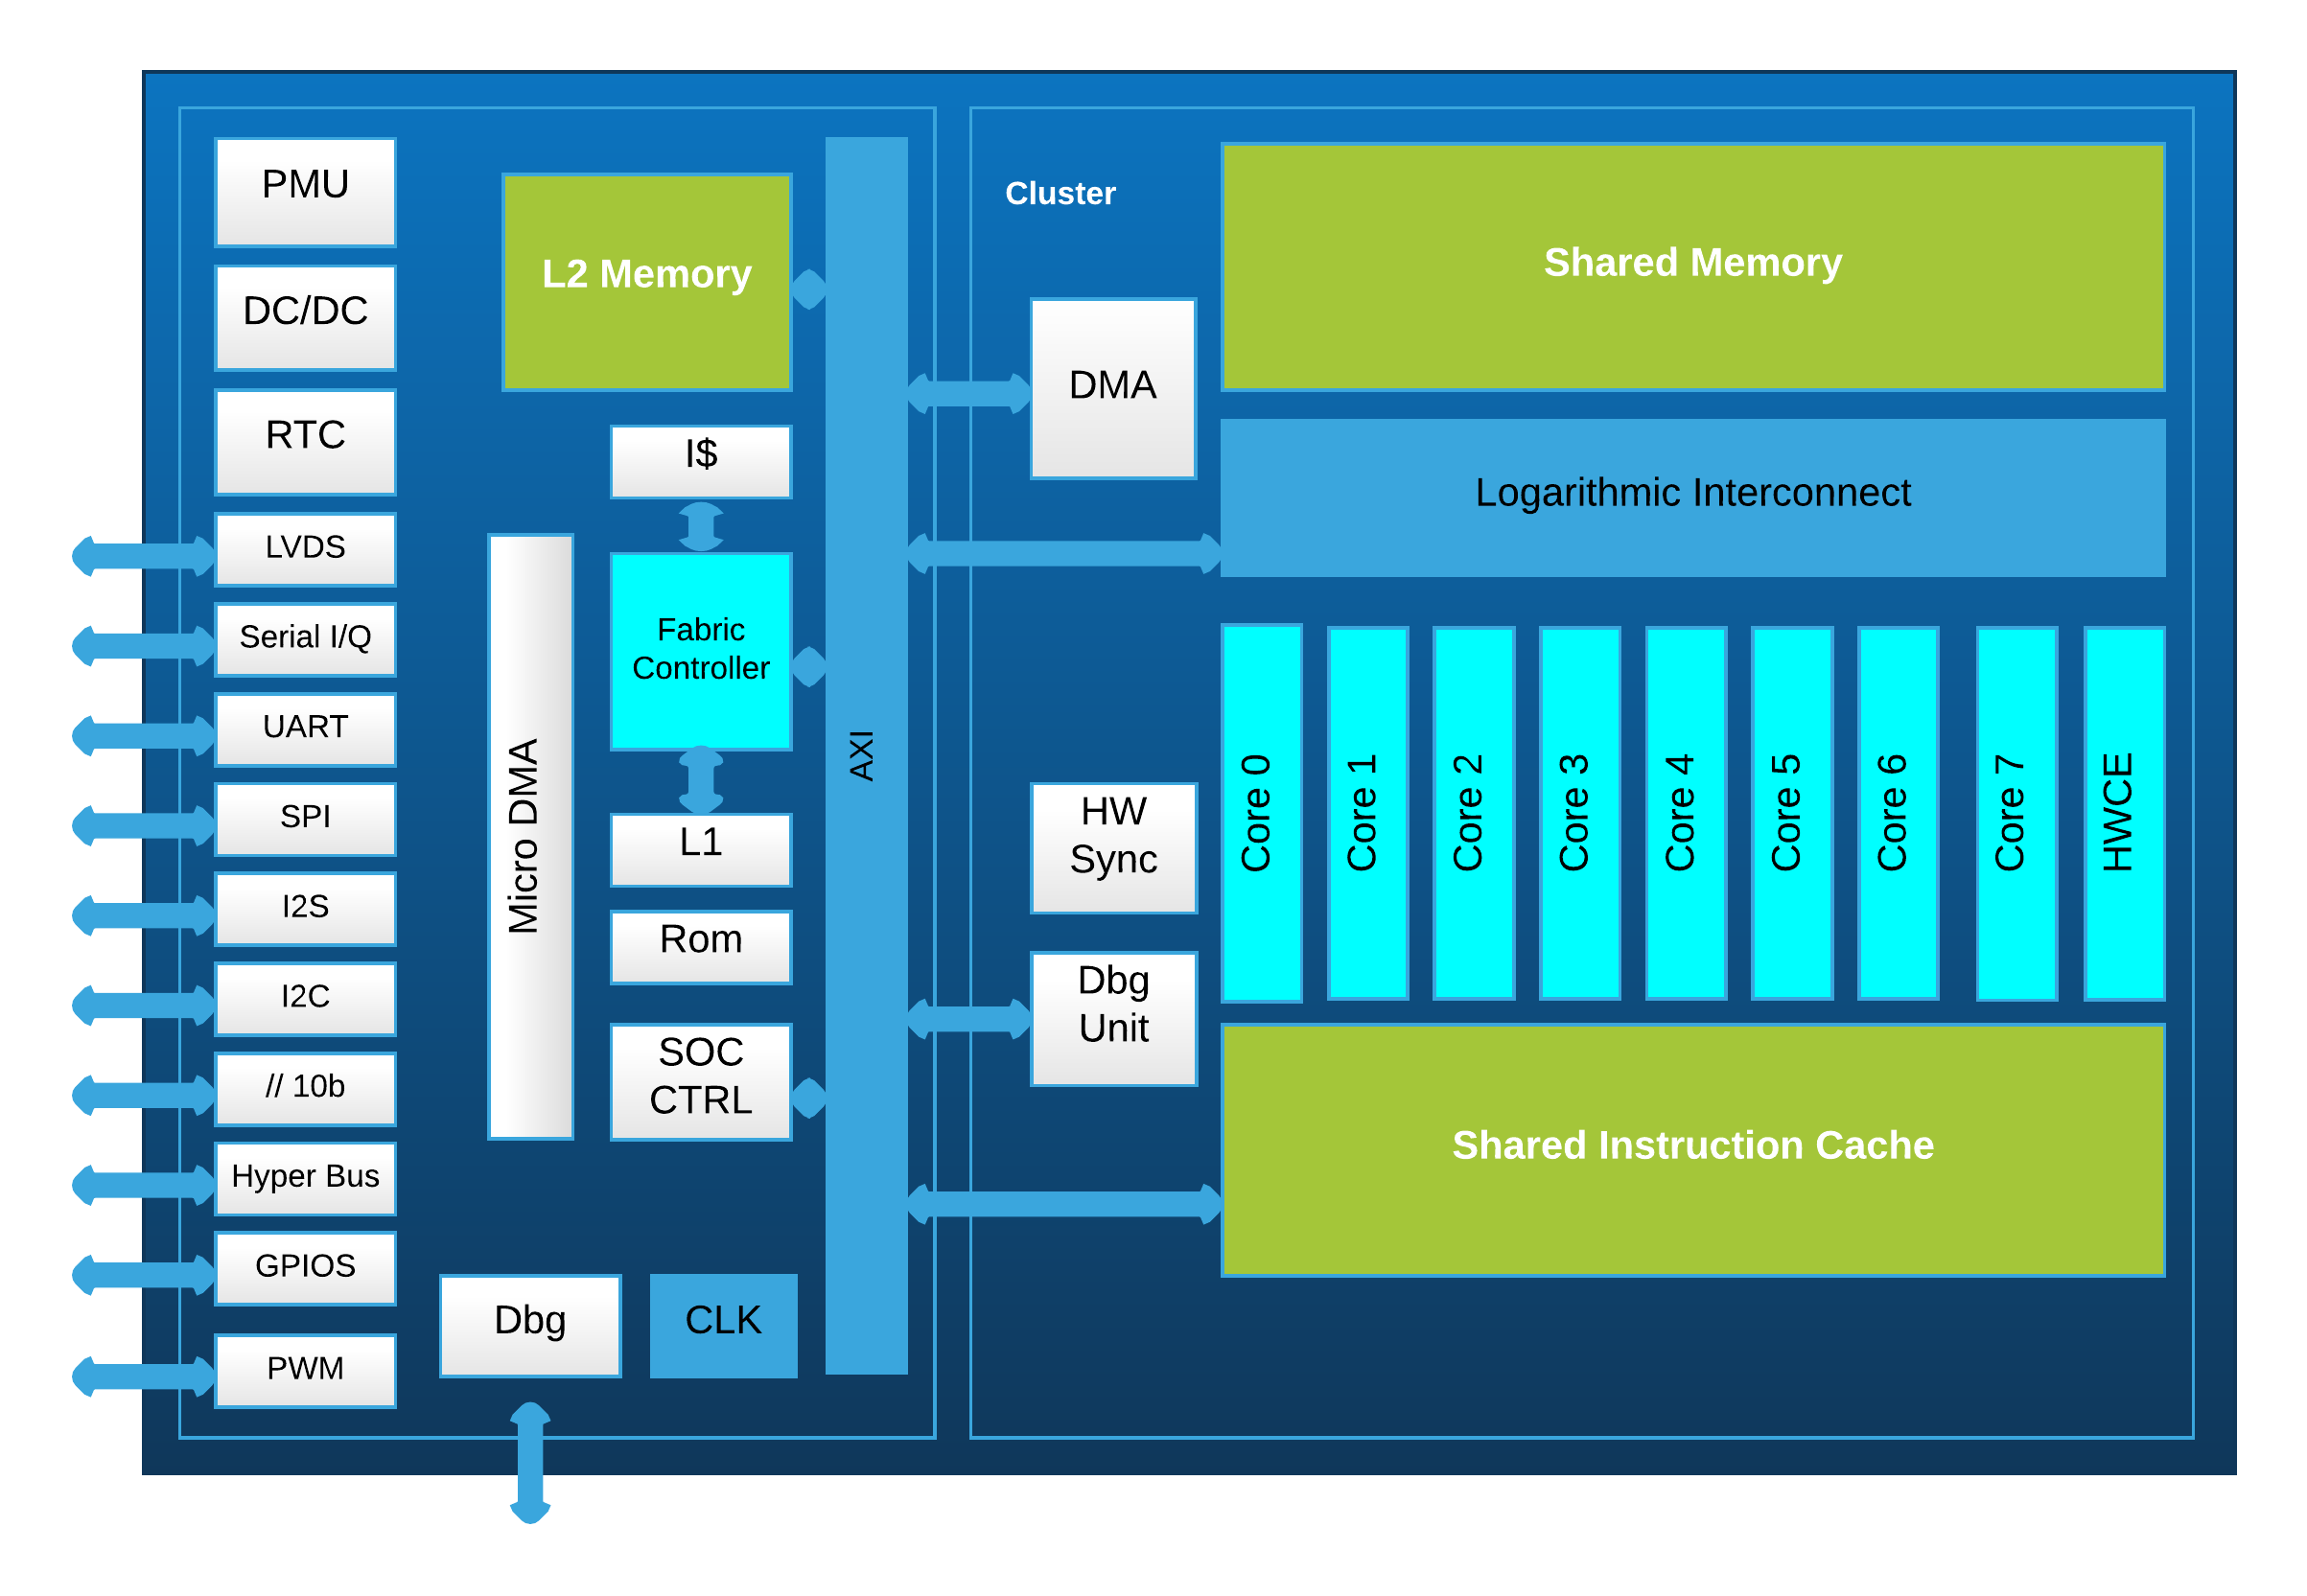 PMU
DC/DC
RTC
LVDS
Serial I/Q
UART
SPI
I2S
I2C
// 10b
Hyper Bus
GPIOS
PWM
L2 Memory
I$
Fabric
Controller
Micro DMA
L1
Rom
SOC
CTRL
Dbg
CLK
AXI
Cluster
DMA
HW
Sync
Dbg
Unit
Shared Memory
Logarithmic Interconnect
Core 0
Core 1
Core 2
Core 3
Core 4
Core 5
Core 6
Core 7
HWCE
Shared Instruction Cache